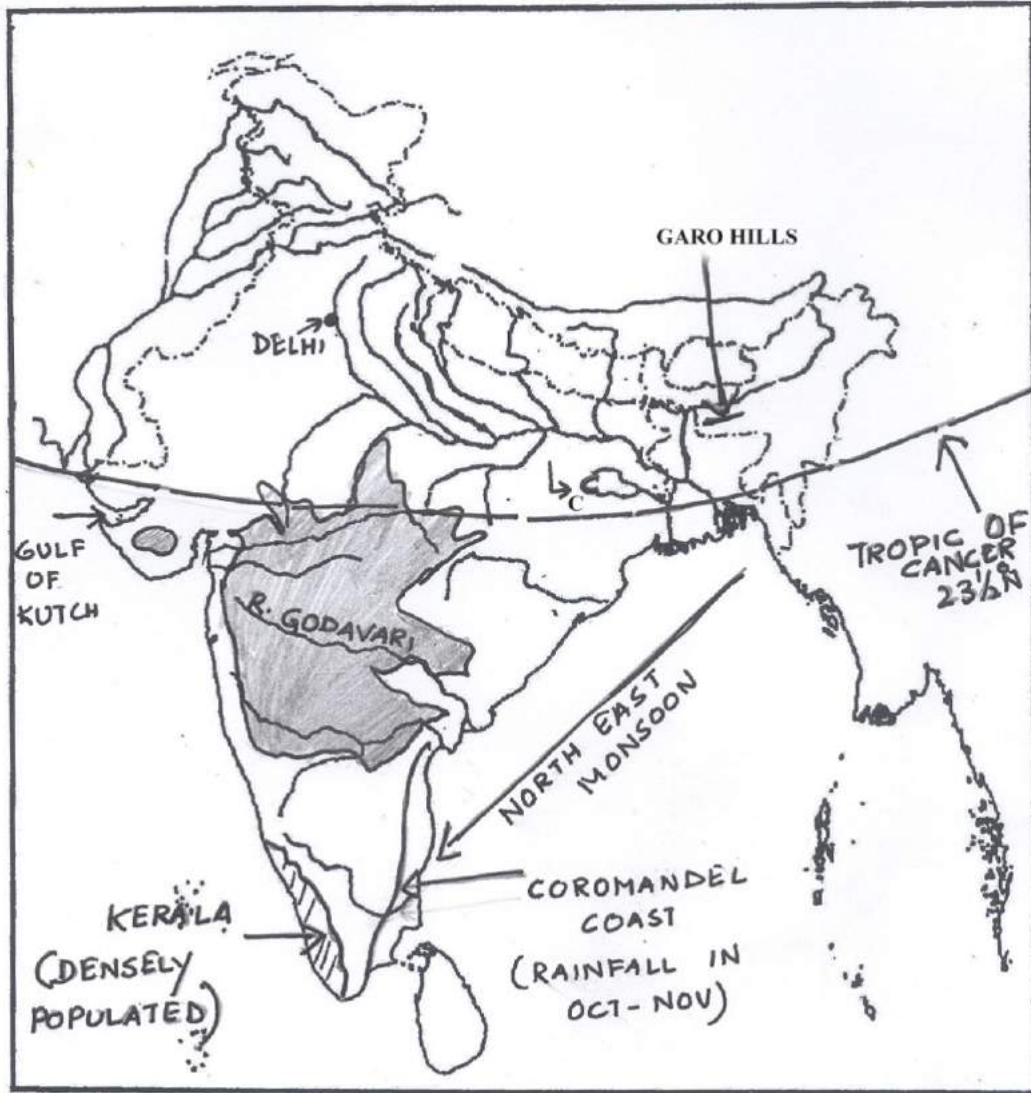 GARO HILLS
DELHI
C
GULF
OF
KUTCH
TROPIC OF
CANCER
23½°N
R. GODAVARI
NORTH EAST
MONSOON
KERALA
(DENSELY
POPULATED)
COROMANDEL
COAST
(RAINFALL IN
OCT-NOV)